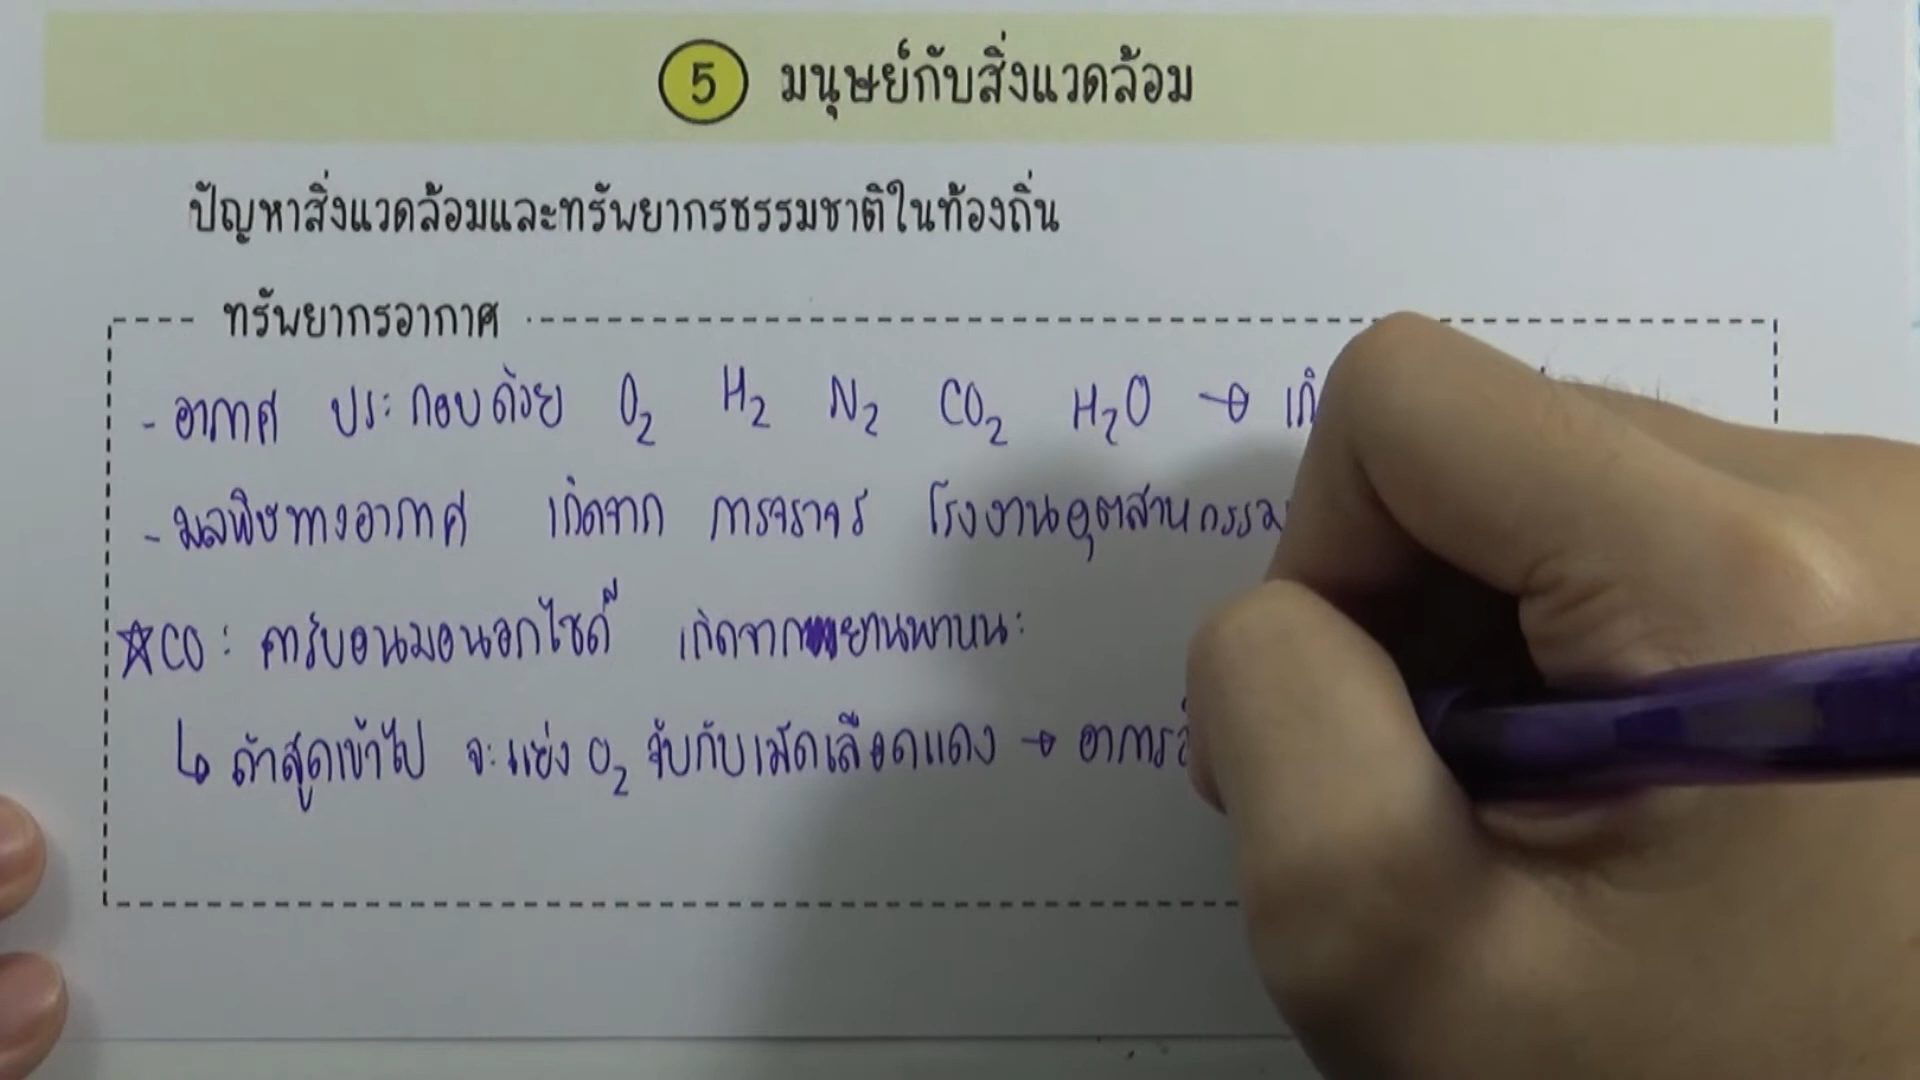 5 มนุษย์กับสิ่งแวดล้อม
ปัญหาสิ่งแวดล้อมและทรัพยากรธรรมชาติในท้องถิ่น
ทรัพยากรอากาศ
- อากาศ ประกอบด้วย O2 H2 N2 CO2 H2O →
- มลพิษทางอากาศ เกิดจาก การจราจร โรงงานอุตสาหกรรม
☆CO : คาร์บอนมอนอกไซด์ เกิดจากยานพาหนะ
↳ ถ้าสูดเข้าไป จะแย่ง O2 จับกับเม็ดเลือดแดง → อาการ